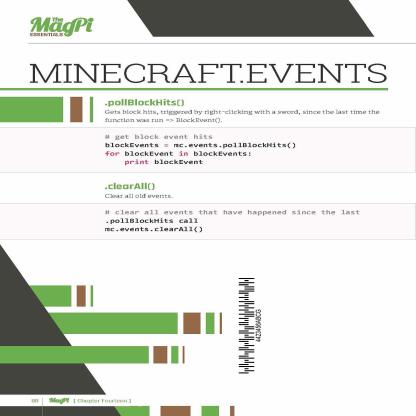 The
MagPi
ESSENTIALS
MINECRAFT.EVENTS
.pollBlockHits()
Gets block hits, triggered by right-clicking with a sword, since the last time the
function was run => BlockEvent().
# get block event hits
blockEvents = mc.events.pollBlockHits()
for blockEvent in blockEvents:
    print blockEvent
.clearAll()
Clear all old events.
# clear all events that have happened since the last
.pollBlockHits call
mc.events.clearAll()
[ Chapter Fourteen ]
MagPi